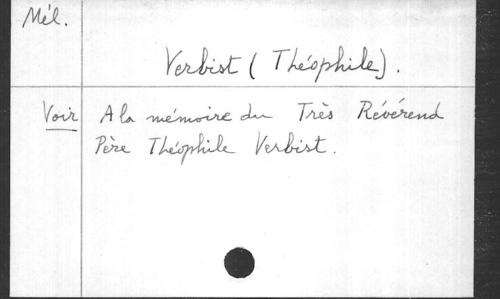 Mél.
Verbist (Théophile).
Voir A la mémoire du Très Révérend
Père Théophile Verbist.